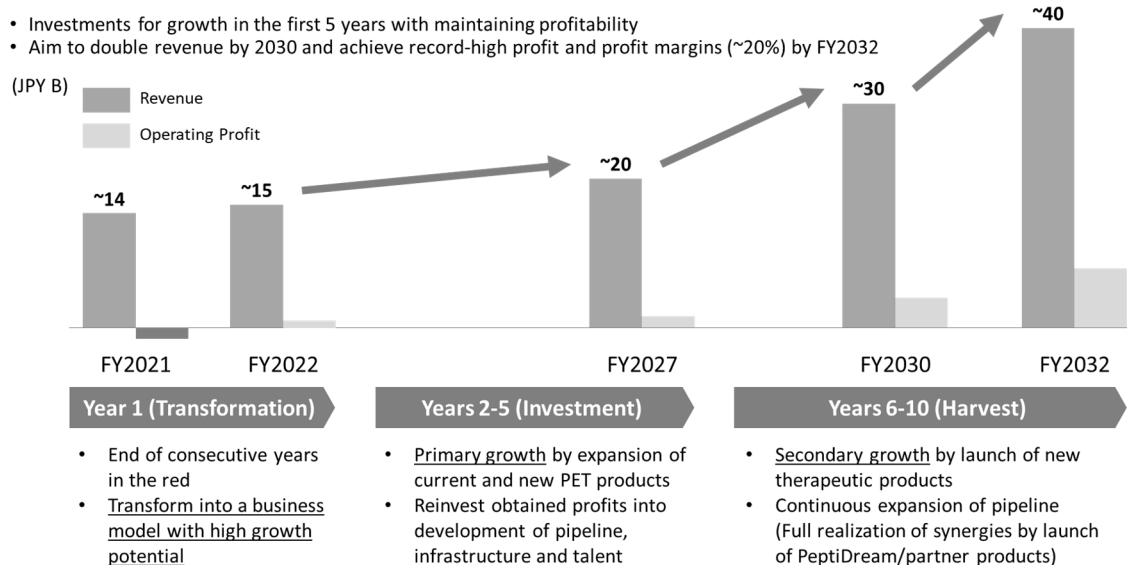 • Investments for growth in the first 5 years with maintaining profitability
• Aim to double revenue by 2030 and achieve record-high profit and profit margins (~20%) by FY2032
(JPY B)
Revenue
Operating Profit
~14
~15
~20
~30
~40
FY2021
FY2022
FY2027
FY2030
FY2032
Year 1 (Transformation)
• End of consecutive years
in the red
• Transform into a business
model with high growth
potential
Years 2-5 (Investment)
• Primary growth by expansion of
current and new PET products
• Reinvest obtained profits into
development of pipeline,
infrastructure and talent
Years 6-10 (Harvest)
• Secondary growth by launch of new
therapeutic products
• Continuous expansion of pipeline
(Full realization of synergies by launch
of PeptiDream/partner products)